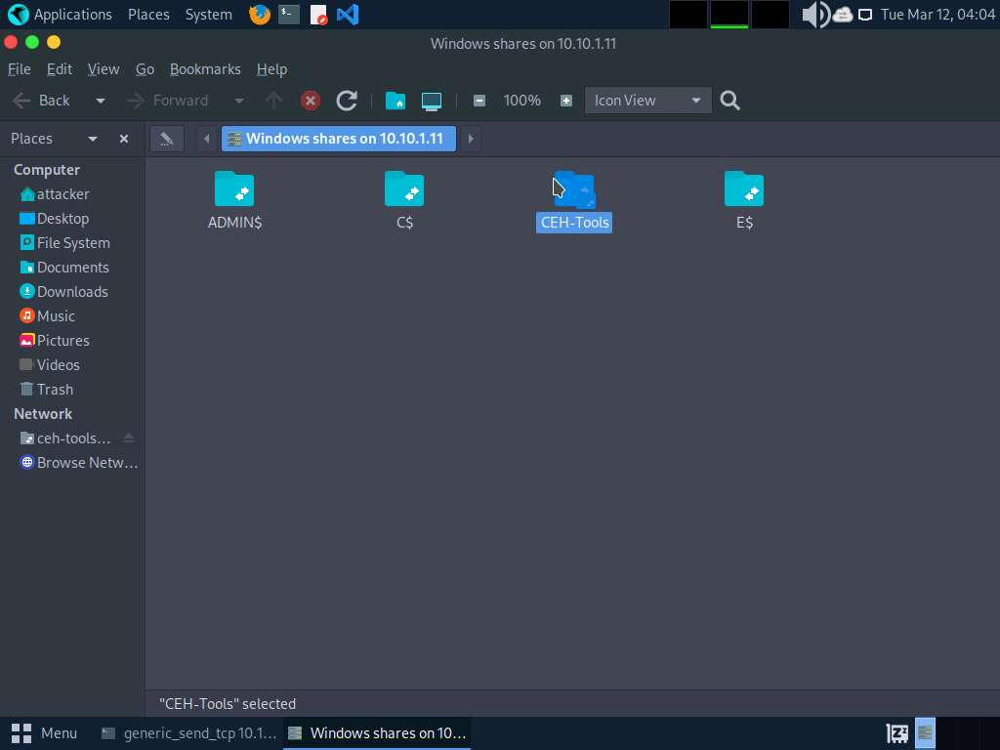 Applications Places System Tue Mar 12, 04:04
Windows shares on 10.10.1.11
File Edit View Go Bookmarks Help
Back Forward 100% Icon View
Places Windows shares on 10.10.1.11
Computer
attacker
Desktop
File System
Documents
Downloads
Music
Pictures
Videos
Trash
Network
ceh-tools...
Browse Netw...
ADMIN$ C$ CEH-Tools E$
"CEH-Tools" selected
Menu generic_send_tcp 10.1... Windows shares on 10...